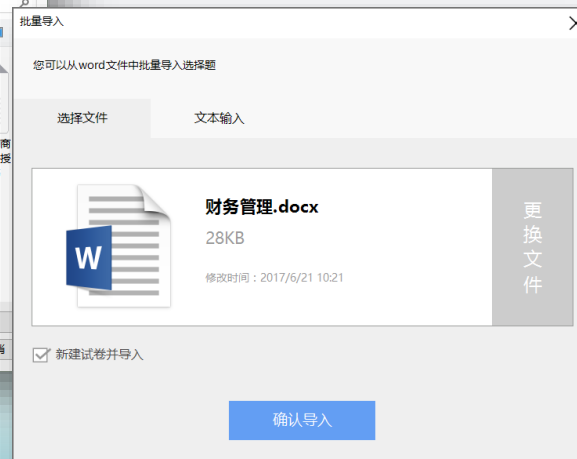 批量导入
您可以从word文件中批量导入选择题
选择文件
文本输入
商
授
财务管理.docx
28KB
修改时间：2017/6/21 10:21
W
更换文件
新建试卷并导入
确认导入